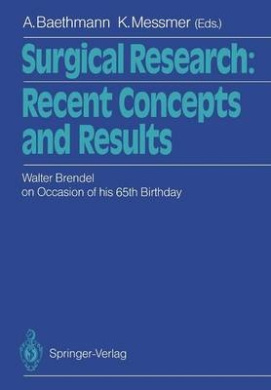 A. Baethmann K. Messmer (Eds.)
Surgical Research:
Recent Concepts
and Results
Walter Brendel
on Occasion of his 65th Birthday
Springer-Verlag